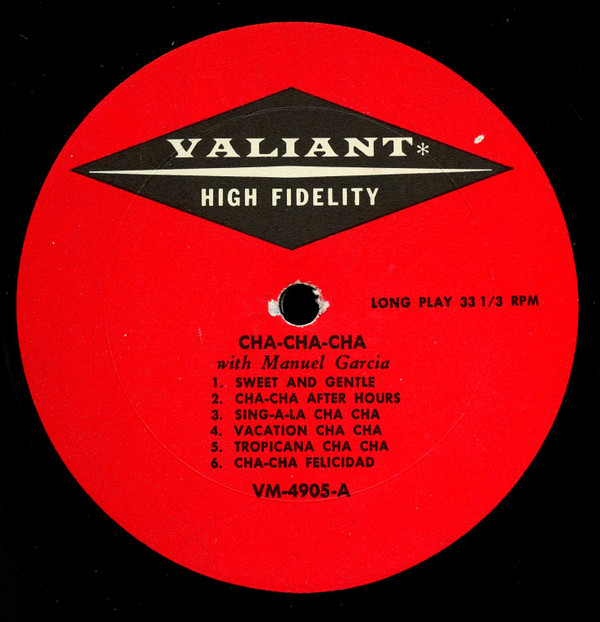 VALIANT*
HIGH FIDELITY
LONG PLAY 33 1/3 RPM
CHA-CHA-CHA
with Manuel Garcia
1. SWEET AND GENTLE
2. CHA-CHA AFTER HOURS
3. SING-A-LA CHA CHA
4. VACATION CHA CHA
5. TROPICANA CHA CHA
6. CHA-CHA FELICIDAD
VM-4905-A